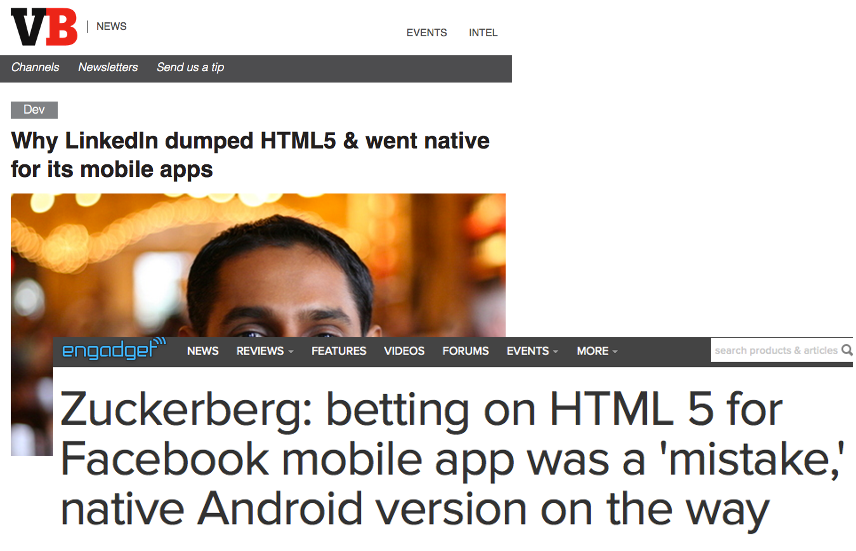 VB | NEWS
EVENTS INTEL
Channels Newsletters Send us a tip
Dev
Why LinkedIn dumped HTML5 & went native
for its mobile apps
engadget NEWS REVIEWS FEATURES VIDEOS FORUMS EVENTS MORE search products & articles
Zuckerberg: betting on HTML 5 for
Facebook mobile app was a 'mistake,'
native Android version on the way